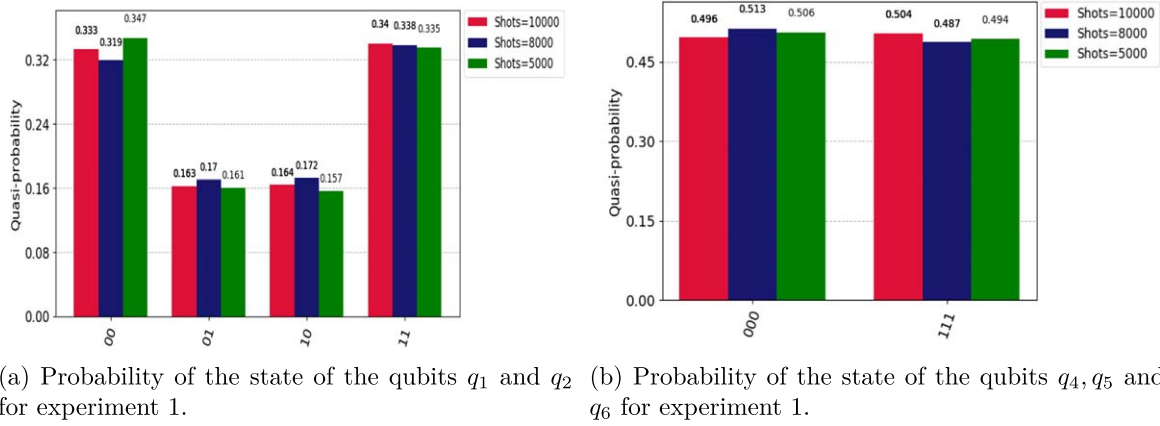 0.333
0.319
0.347
0.163
0.17
0.161
0.164
0.172
0.157
0.34
0.338
0.335
Shots=10000
Shots=8000
Shots=5000
Quasi-probability
0.32
0.24
0.16
0.08
0.00
00
01
10
11
(a) Probability of the state of the qubits q₁ and q₂
for experiment 1.
0.496
0.513
0.506
0.504
0.487
0.494
Shots=10000
Shots=8000
Shots=5000
Quasi-probability
0.45
0.30
0.15
0.00
000
111
(b) Probability of the state of the qubits q₄, q₅ and
q₆ for experiment 1.